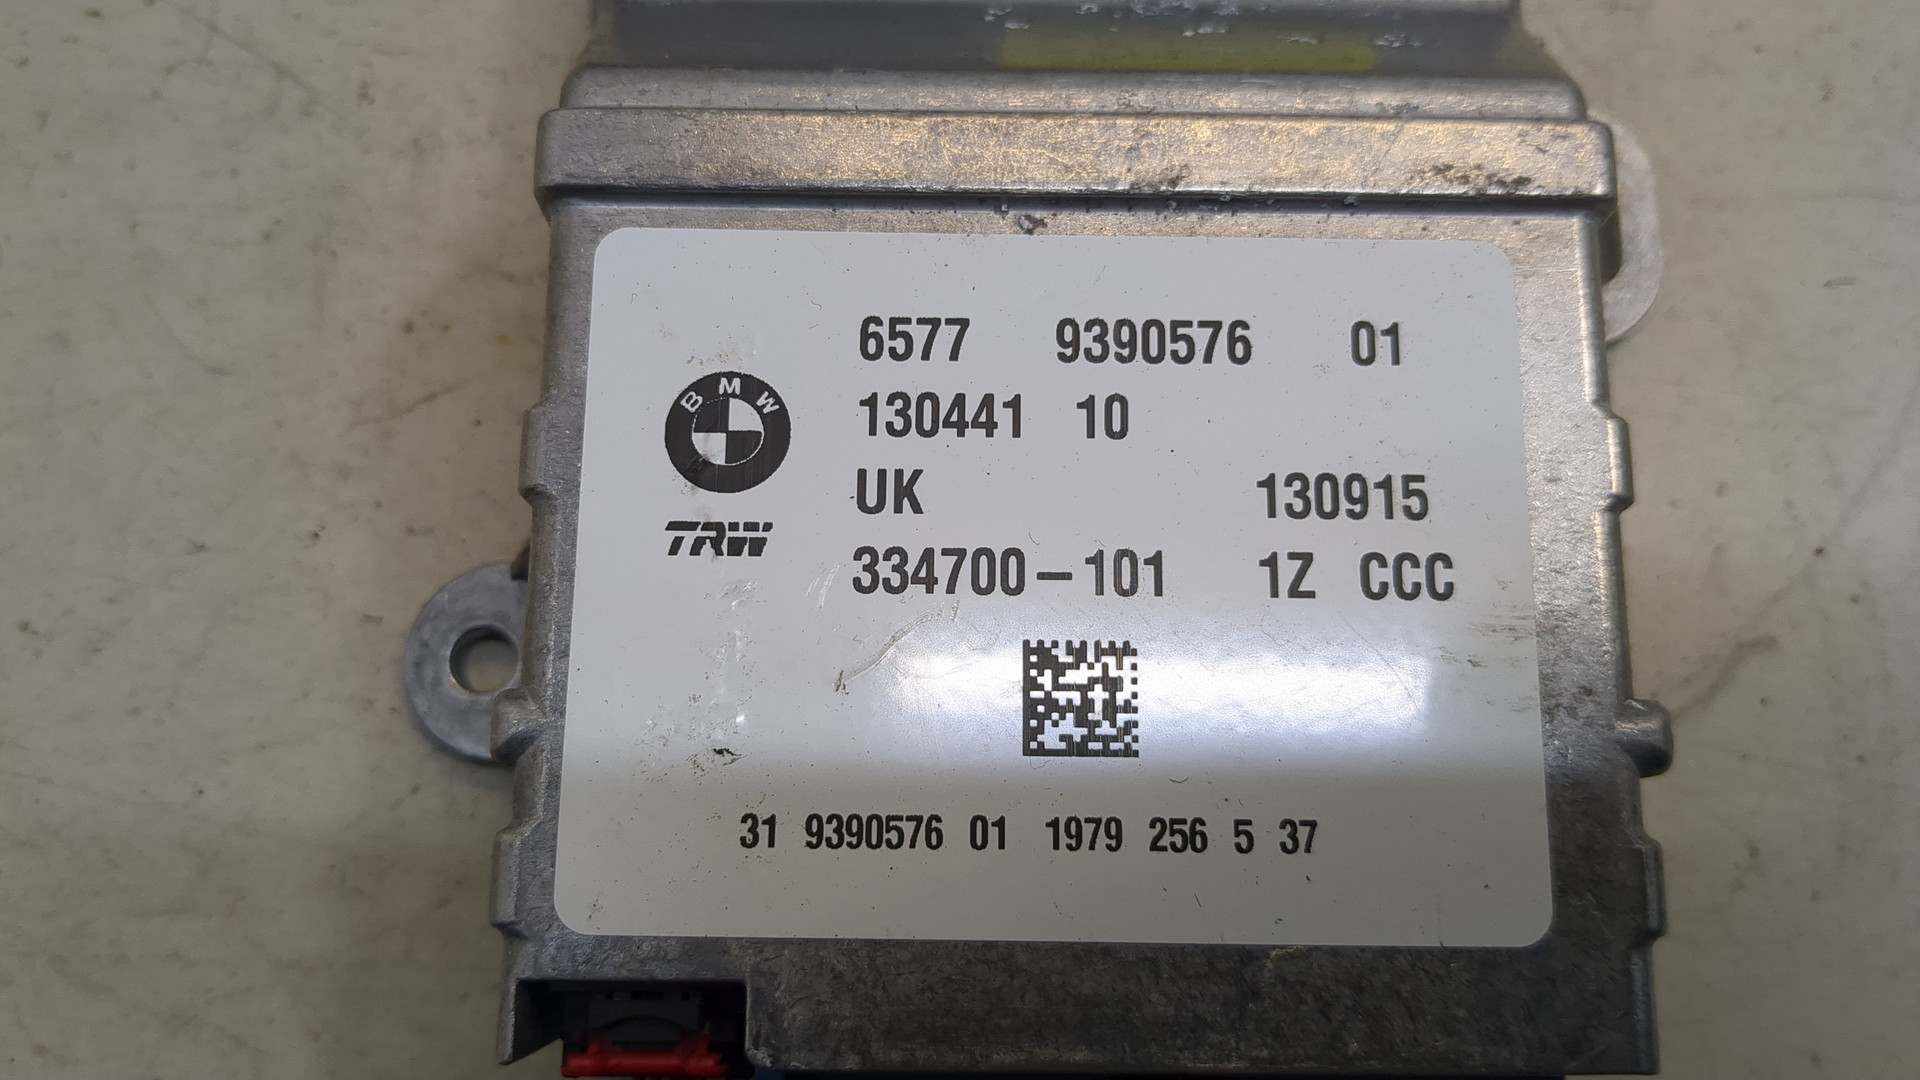 6577 9390576 01
130441 10
BMW
UK 130915
TRW
334700-101 1Z CCC
31 9390576 01 1979 256 5 37